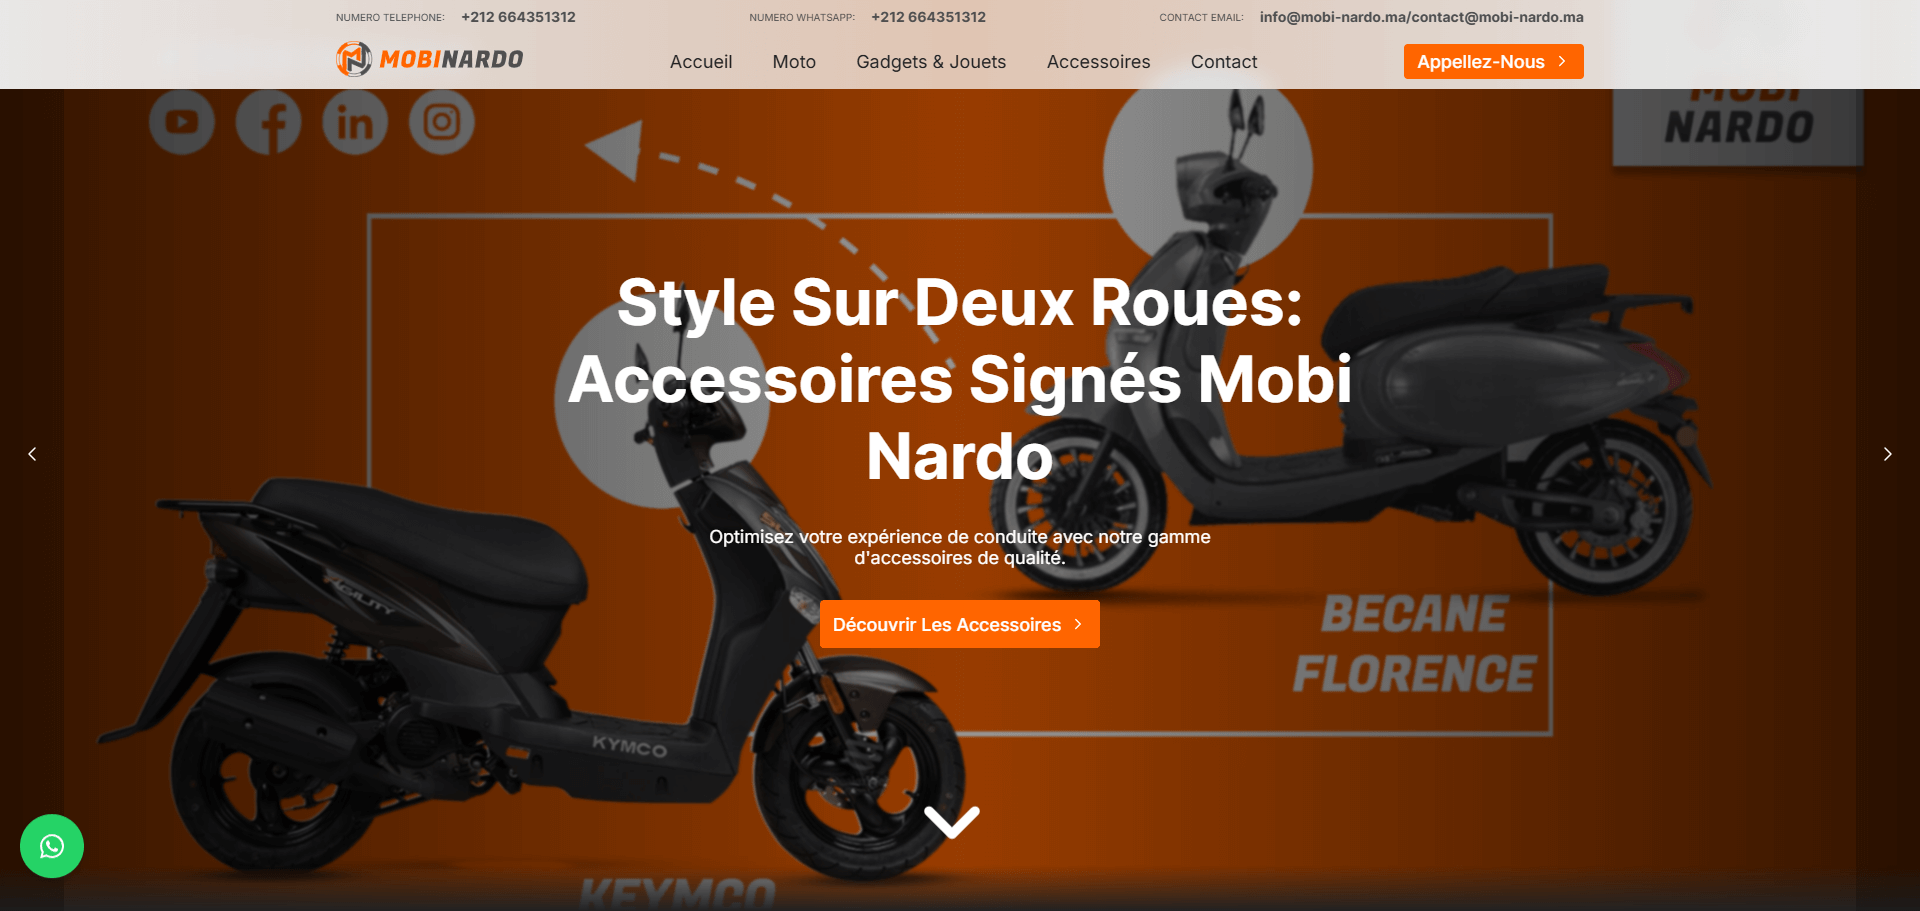 NUMERO TELEPHONE: +212 664351312
NUMERO WHATSAPP: +212 664351312
CONTACT EMAIL: info@mobi-nardo.ma/contact@mobi-nardo.ma
MOBINARDO
Accueil
Moto
Gadgets & Jouets
Accessoires
Contact
Appellez-Nous
MOBI
NARDO
Style Sur Deux Roues:
Accessoires Signés Mobi
Nardo
Optimisez votre expérience de conduite avec notre gamme
d'accessoires de qualité.
Découvrir Les Accessoires
AGILITY
KYMCO
BECANE
FLORENCE
KEYMCO